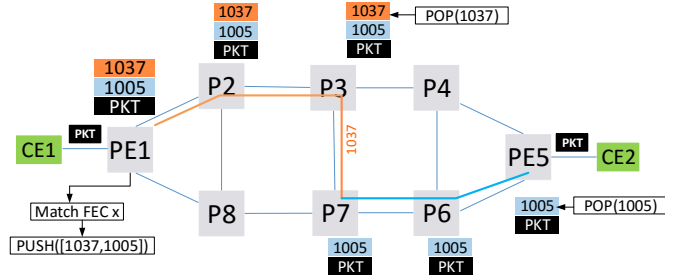 1037
1005
PKT
1037
1005
PKT
POP(1037)
1037
1005
PKT
P2
P3
P4
PKT
CE1
PE1
1037
PKT
PE5
CE2
Match FEC x
PUSH([1037,1005])
P8
P7
P6
1005
PKT
POP(1005)
1005
PKT
1005
PKT